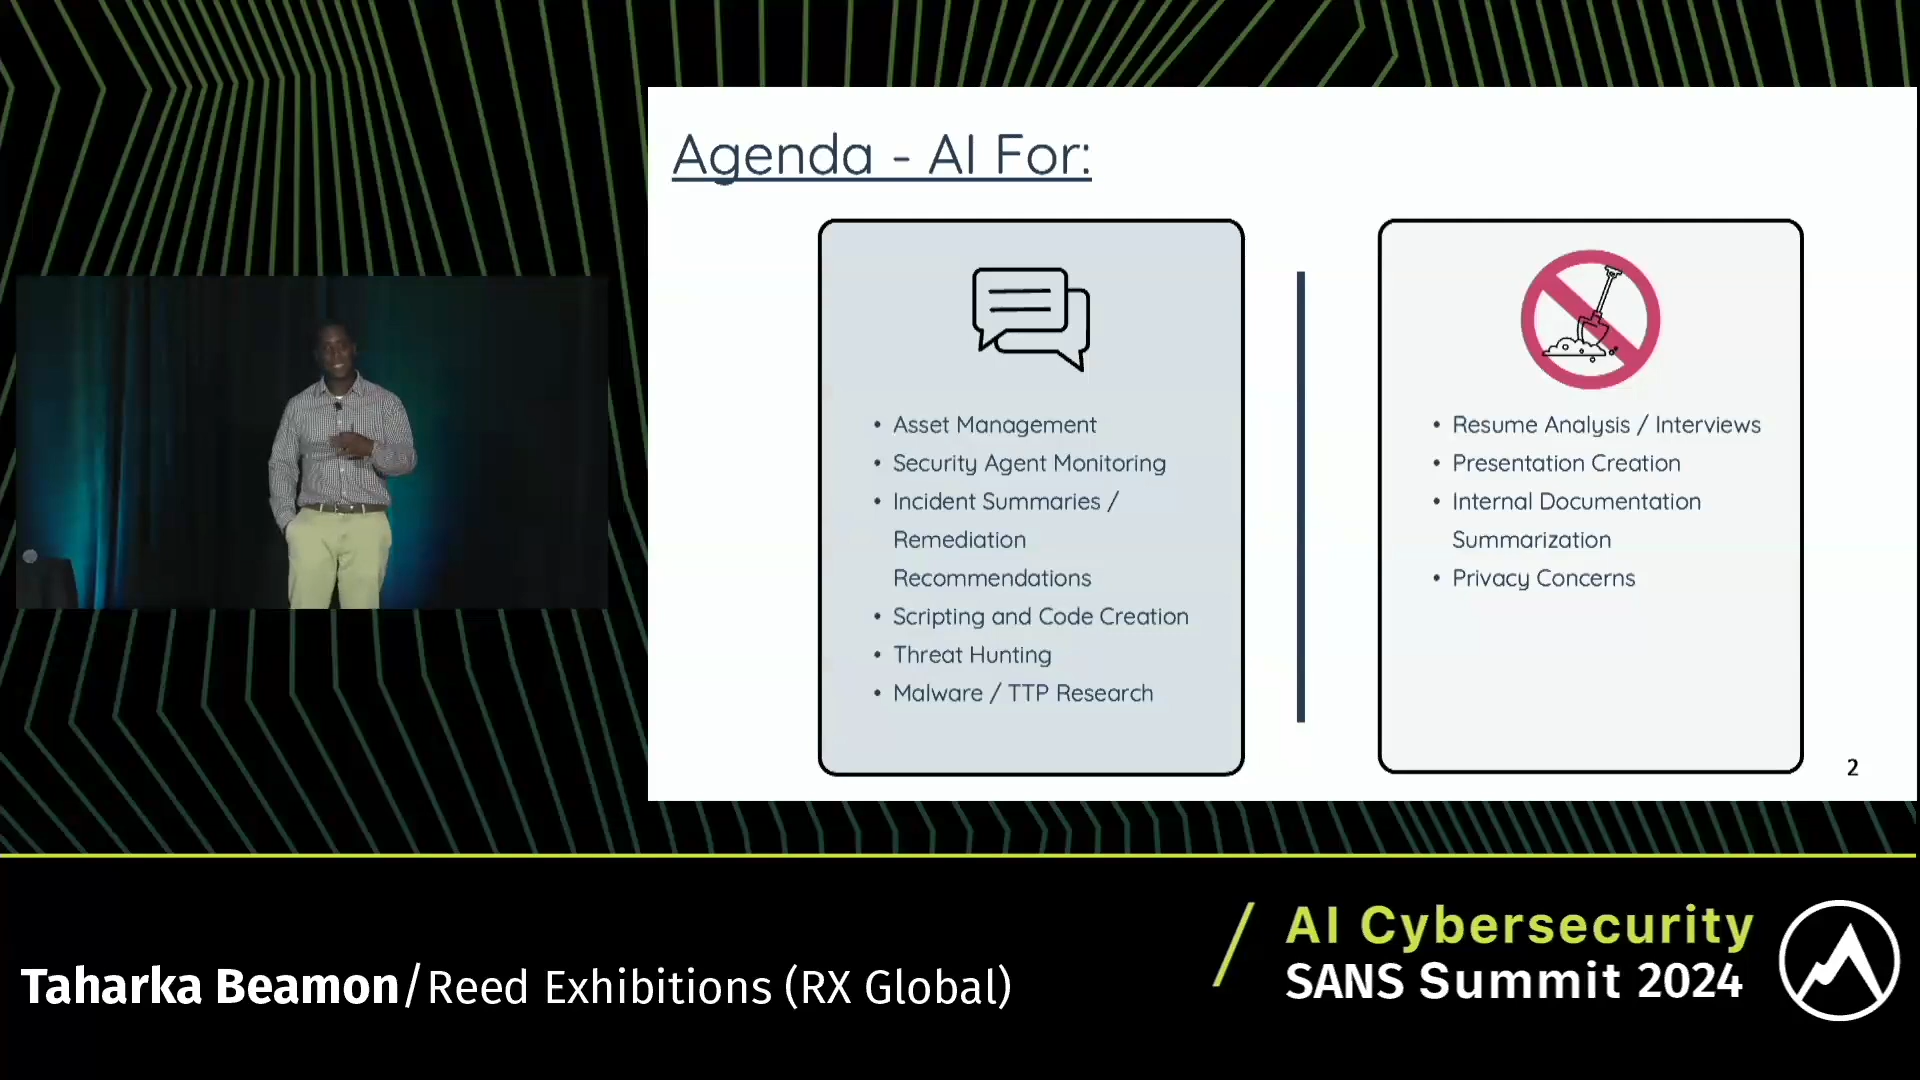 Agenda - AI For:
• Asset Management
• Security Agent Monitoring
• Incident Summaries /
Remediation
Recommendations
• Scripting and Code Creation
• Threat Hunting
• Malware / TTP Research
• Resume Analysis / Interviews
• Presentation Creation
• Internal Documentation
Summarization
• Privacy Concerns
2
Taharka Beamon/Reed Exhibitions (RX Global)
AI Cybersecurity
SANS Summit 2024